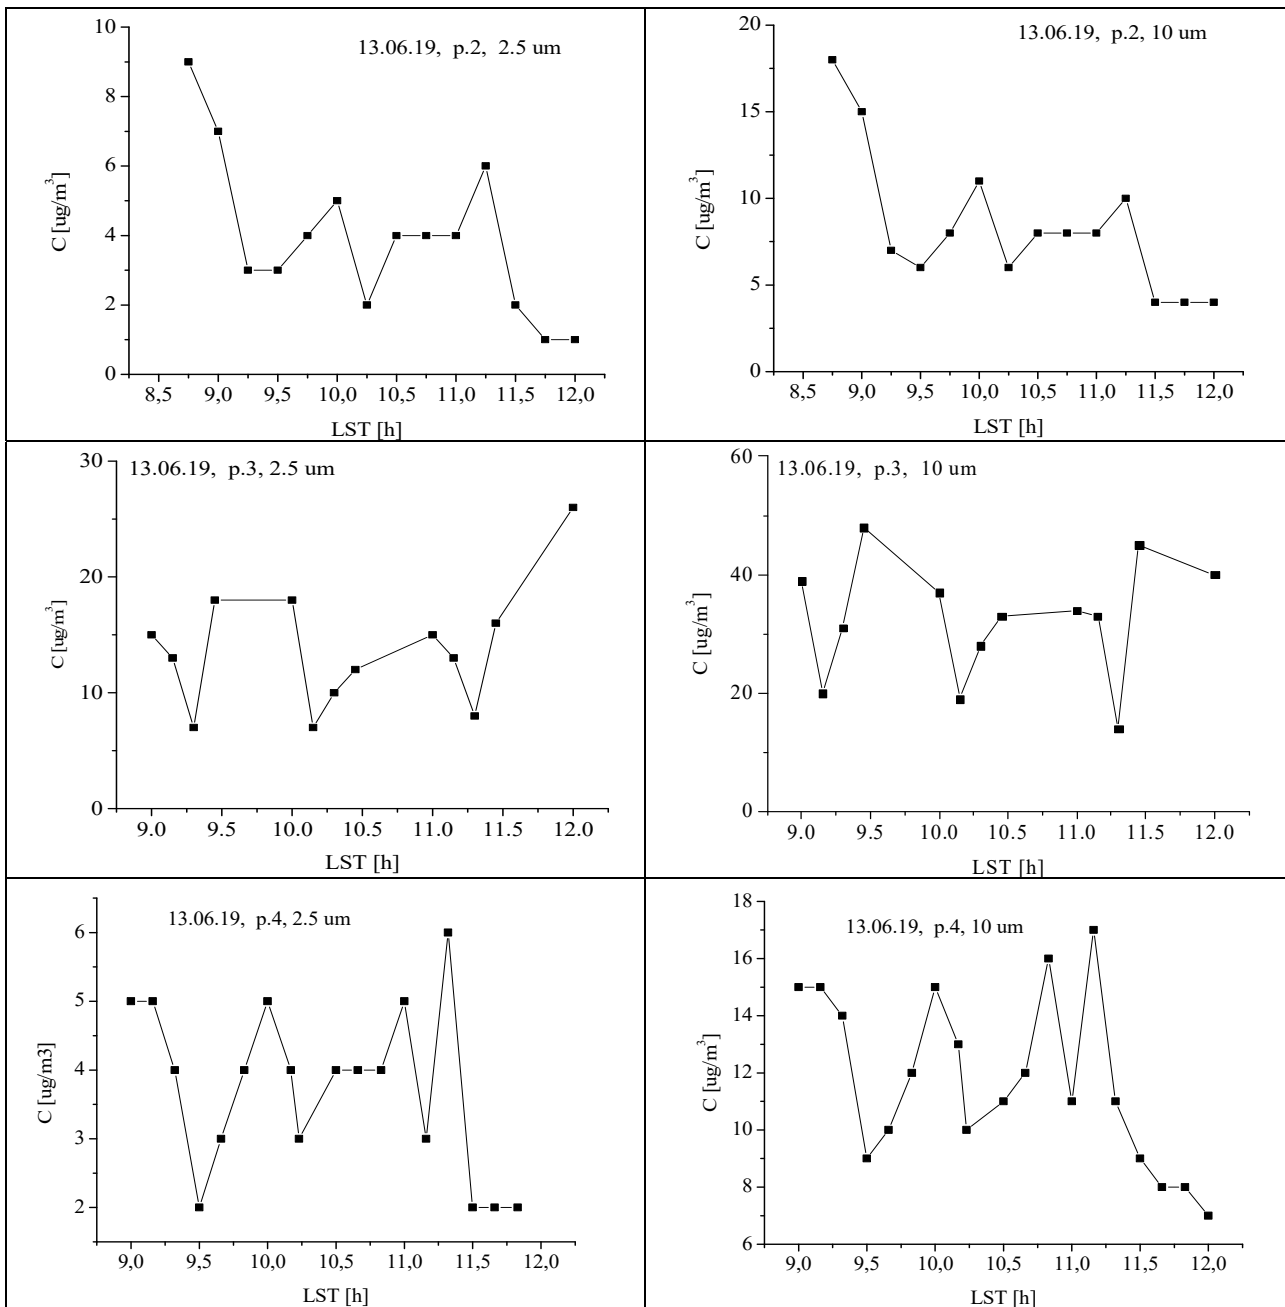 13.06.19, p.2, 2.5 um
C [ug/m³]
10
8
6
4
2
0
8,5 9,0 9,5 10,0 10,5 11,0 11,5 12,0
LST [h]
13.06.19, p.2, 10 um
C [ug/m³]
20
15
10
5
0
8,5 9,0 9,5 10,0 10,5 11,0 11,5 12,0
LST [h]
13.06.19, p.3, 2.5 um
C [ug/m³]
30
20
10
0
9.0 9.5 10.0 10.5 11.0 11.5 12.0
LST [h]
13.06.19, p.3, 10 um
C [ug/m³]
60
40
20
0
9.0 9.5 10.0 10.5 11.0 11.5 12.0
LST [h]
13.06.19, p.4, 2.5 um
C [ug/m3]
6
5
4
3
2
9,0 9,5 10,0 10,5 11,0 11,5 12,0
LST [h]
13.06.19, p.4, 10 um
C [ug/m³]
18
16
14
12
10
8
6
9,0 9,5 10,0 10,5 11,0 11,5 12,0
LST [h]